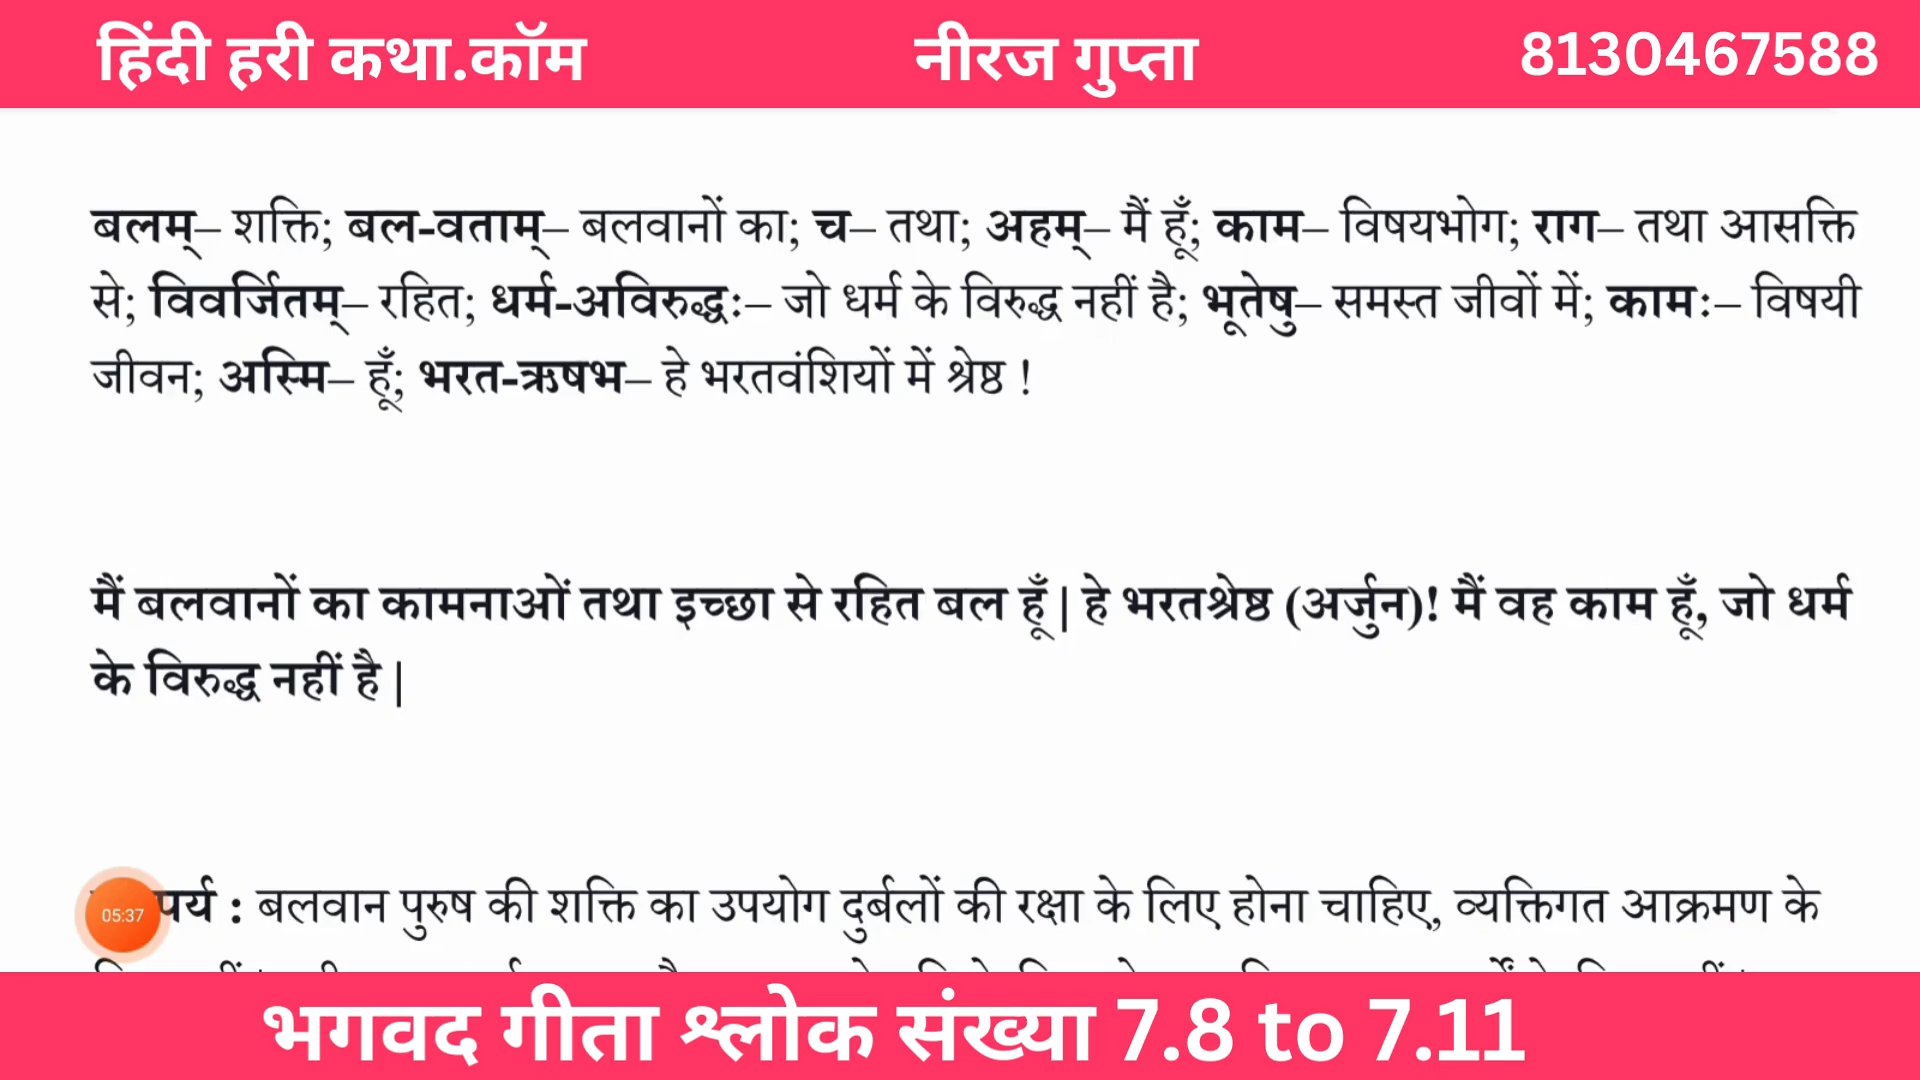 हिंदी हरी कथा.कॉम नीरज गुप्ता 8130467588
बलम्– शक्ति; बल-वताम्– बलवानों का; च– तथा; अहम्– मैं हूँ; काम– विषयभोग; राग– तथा आसक्ति
से; विवर्जितम्– रहित; धर्म-अविरुद्धः– जो धर्म के विरुद्ध नहीं है; भूतेषु– समस्त जीवों में; कामः– विषयी
जीवन; अस्मि– हूँ; भरत-ऋषभ– हे भरतवंशियों में श्रेष्ठ !
मैं बलवानों का कामनाओं तथा इच्छा से रहित बल हूँ | हे भरतश्रेष्ठ (अर्जुन)! मैं वह काम हूँ, जो धर्म
के विरुद्ध नहीं है |
05:37 पर्य : बलवान पुरुष की शक्ति का उपयोग दुर्बलों की रक्षा के लिए होना चाहिए, व्यक्तिगत आक्रमण के
भगवद गीता श्लोक संख्या 7.8 to 7.11